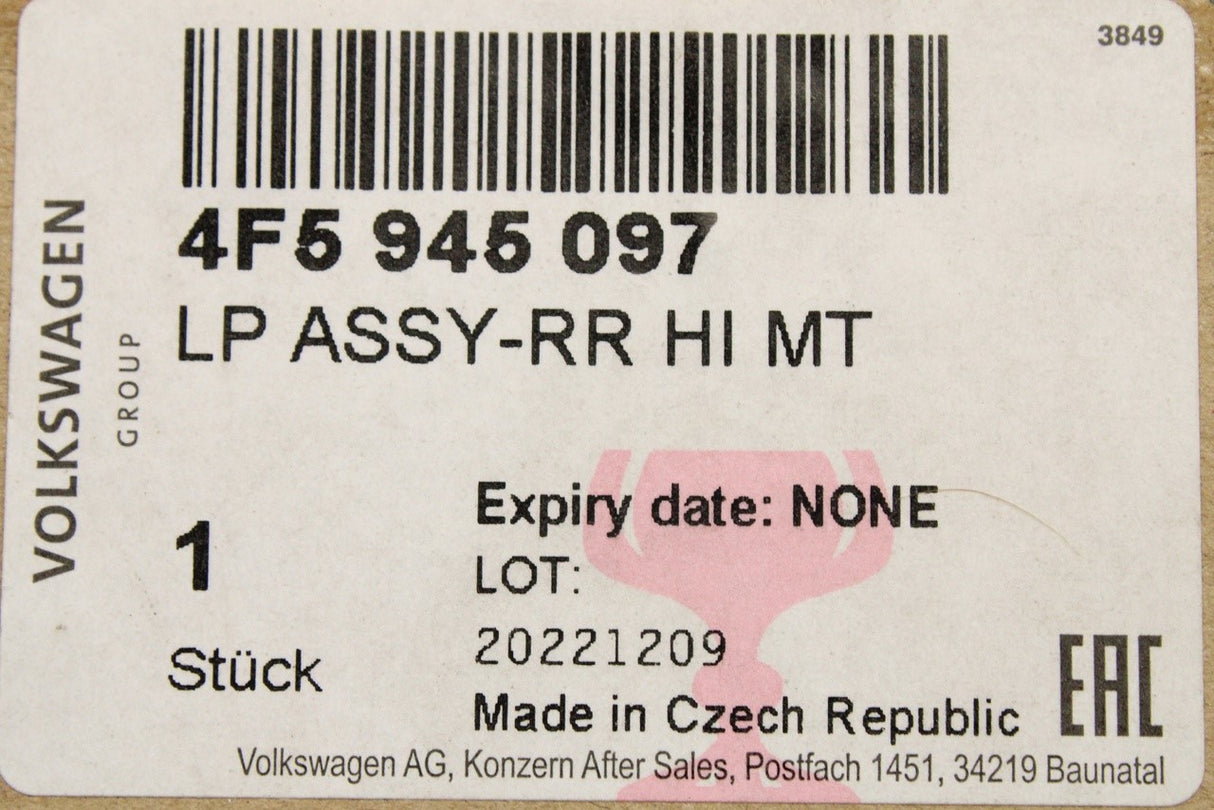 3849
4F5 945 097
LP ASSY-RR HI MT
VOLKSWAGEN
GROUP
Expiry date: NONE
1
LOT:
20221209
Stück
Made in Czech Republic
EAC
Volkswagen AG, Konzern After Sales, Postfach 1451, 34219 Baunatal